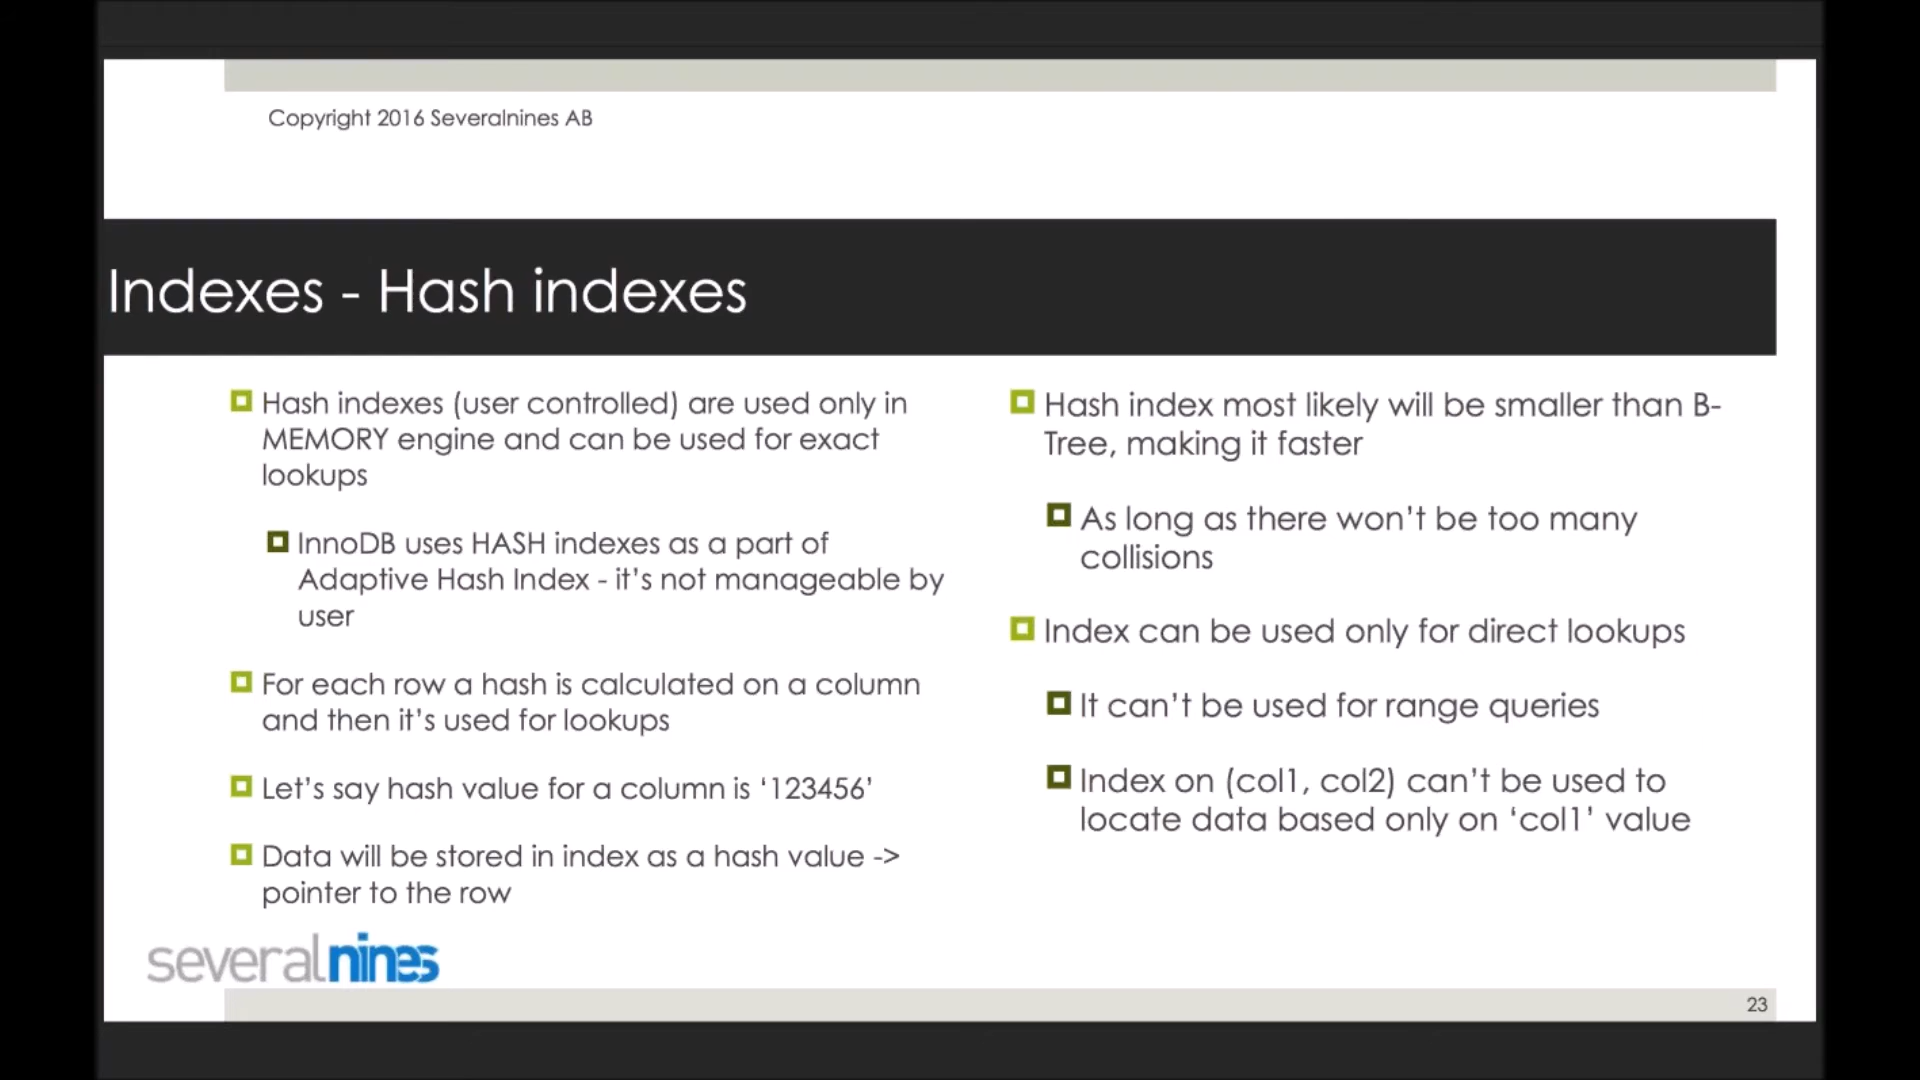 Copyright 2016 Severalnines AB
Indexes - Hash indexes
Hash indexes (user controlled) are used only in
MEMORY engine and can be used for exact
lookups
InnoDB uses HASH indexes as a part of
Adaptive Hash Index - it’s not manageable by
user
For each row a hash is calculated on a column
and then it’s used for lookups
Let’s say hash value for a column is ‘123456’
Data will be stored in index as a hash value ->
pointer to the row
Hash index most likely will be smaller than B-
Tree, making it faster
As long as there won’t be too many
collisions
Index can be used only for direct lookups
It can’t be used for range queries
Index on (col1, col2) can’t be used to
locate data based only on ‘col1’ value
severalnines
23